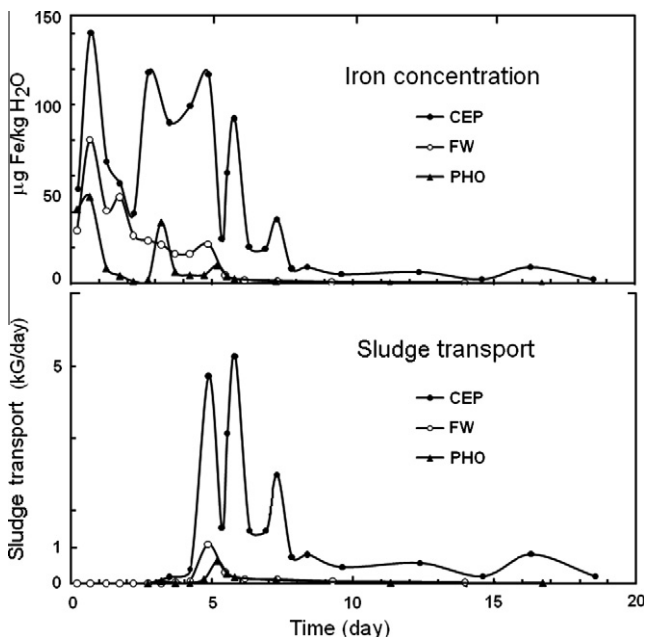 150
100
50
0
μg Fe/kg H2O
Iron concentration
CEP
FW
PHO
5
1
0
Sludge transport (kG/day)
Sludge transport
CEP
FW
PHO
0
5
10
15
20
Time (day)